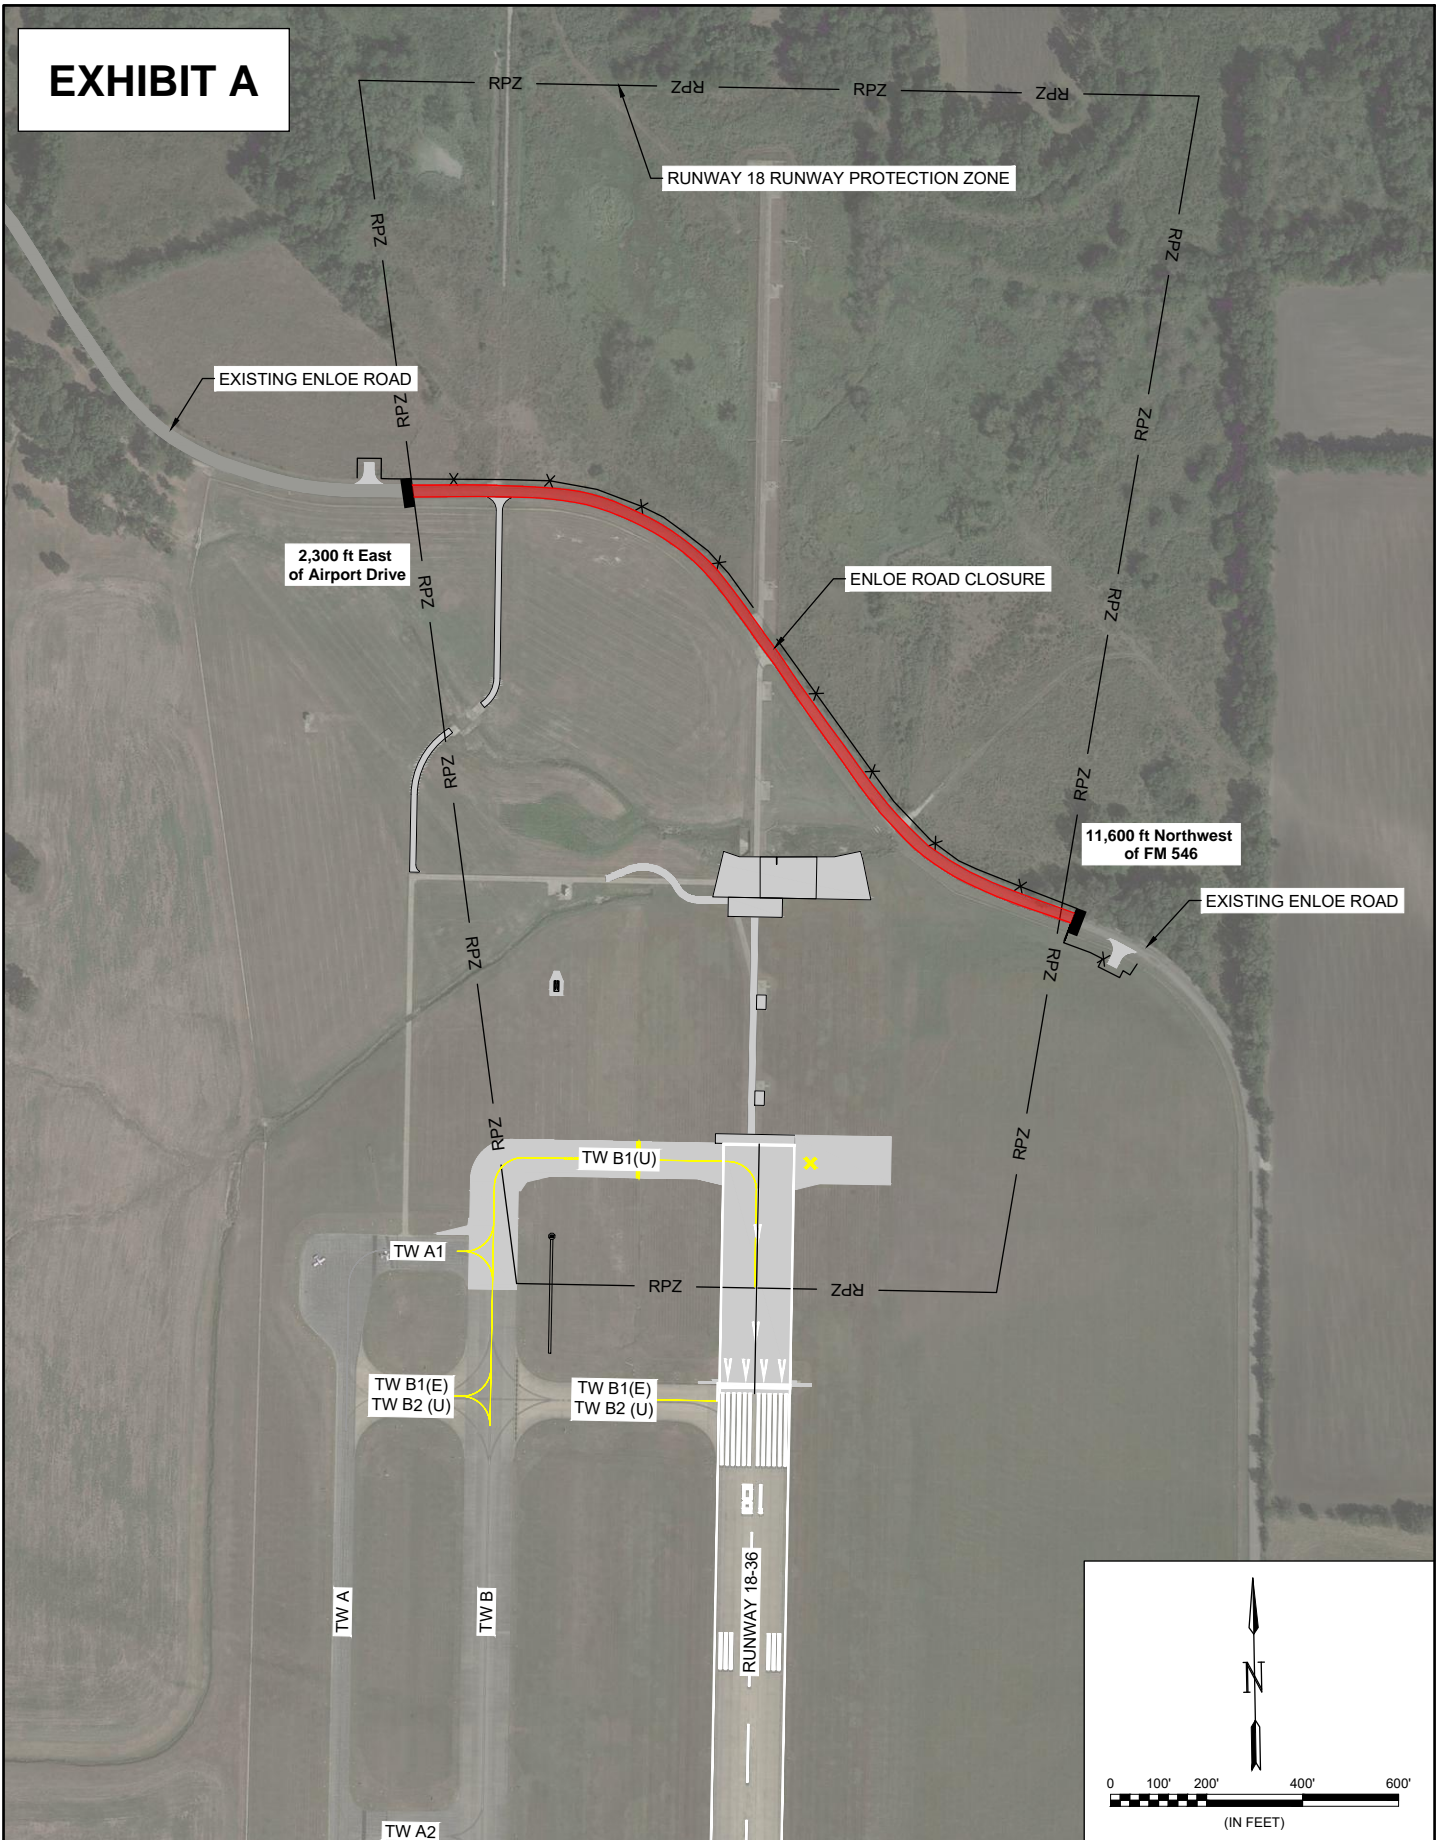 EXHIBIT A
RPZ RPZ RPZ RPZ
RUNWAY 18 RUNWAY PROTECTION ZONE
RPZ
RPZ
EXISTING ENLOE ROAD
RPZ
RPZ
2,300 ft East
of Airport Drive
ENLOE ROAD CLOSURE
RPZ
RPZ
RPZ
RPZ
11,600 ft Northwest
of FM 546
EXISTING ENLOE ROAD
RPZ
RPZ
RPZ
RPZ
TW B1(U)
TW A1
RPZ RPZ
TW B1(E)
TW B2 (U)
TW B1(E)
TW B2 (U)
18
RUNWAY 18-36
TW A
TW B
TW A2
N
0 100' 200' 400' 600'
(IN FEET)